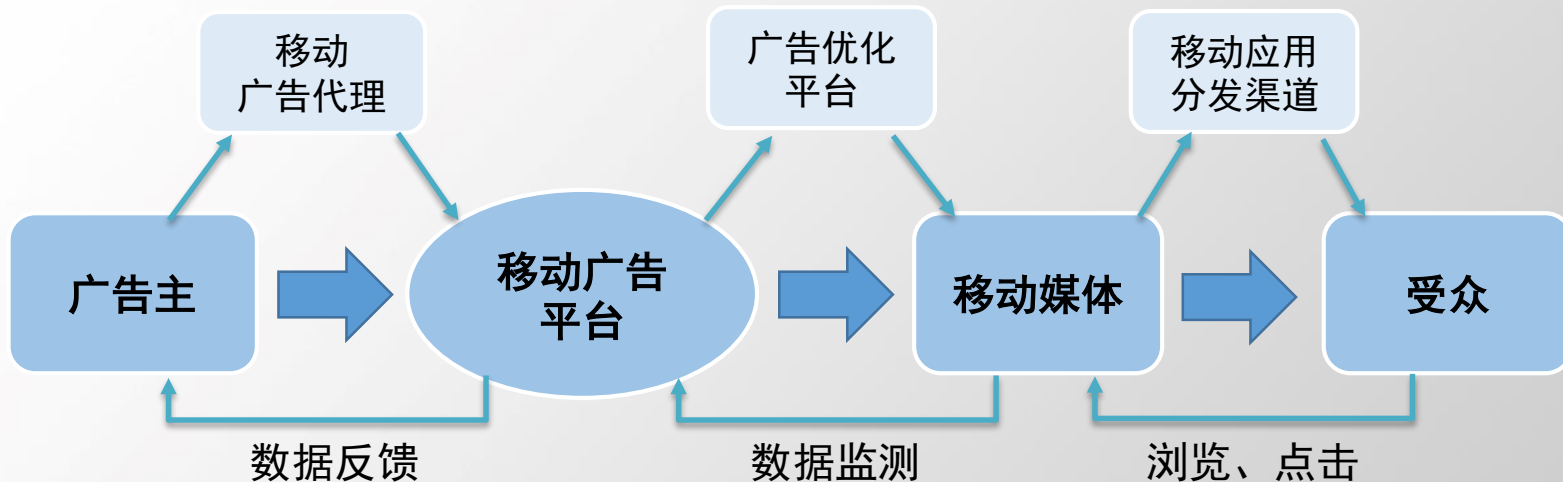 移动
广告代理
广告优化
平台
移动应用
分发渠道
广告主
移动广告
平台
移动媒体
受众
数据反馈
数据监测
浏览、点击